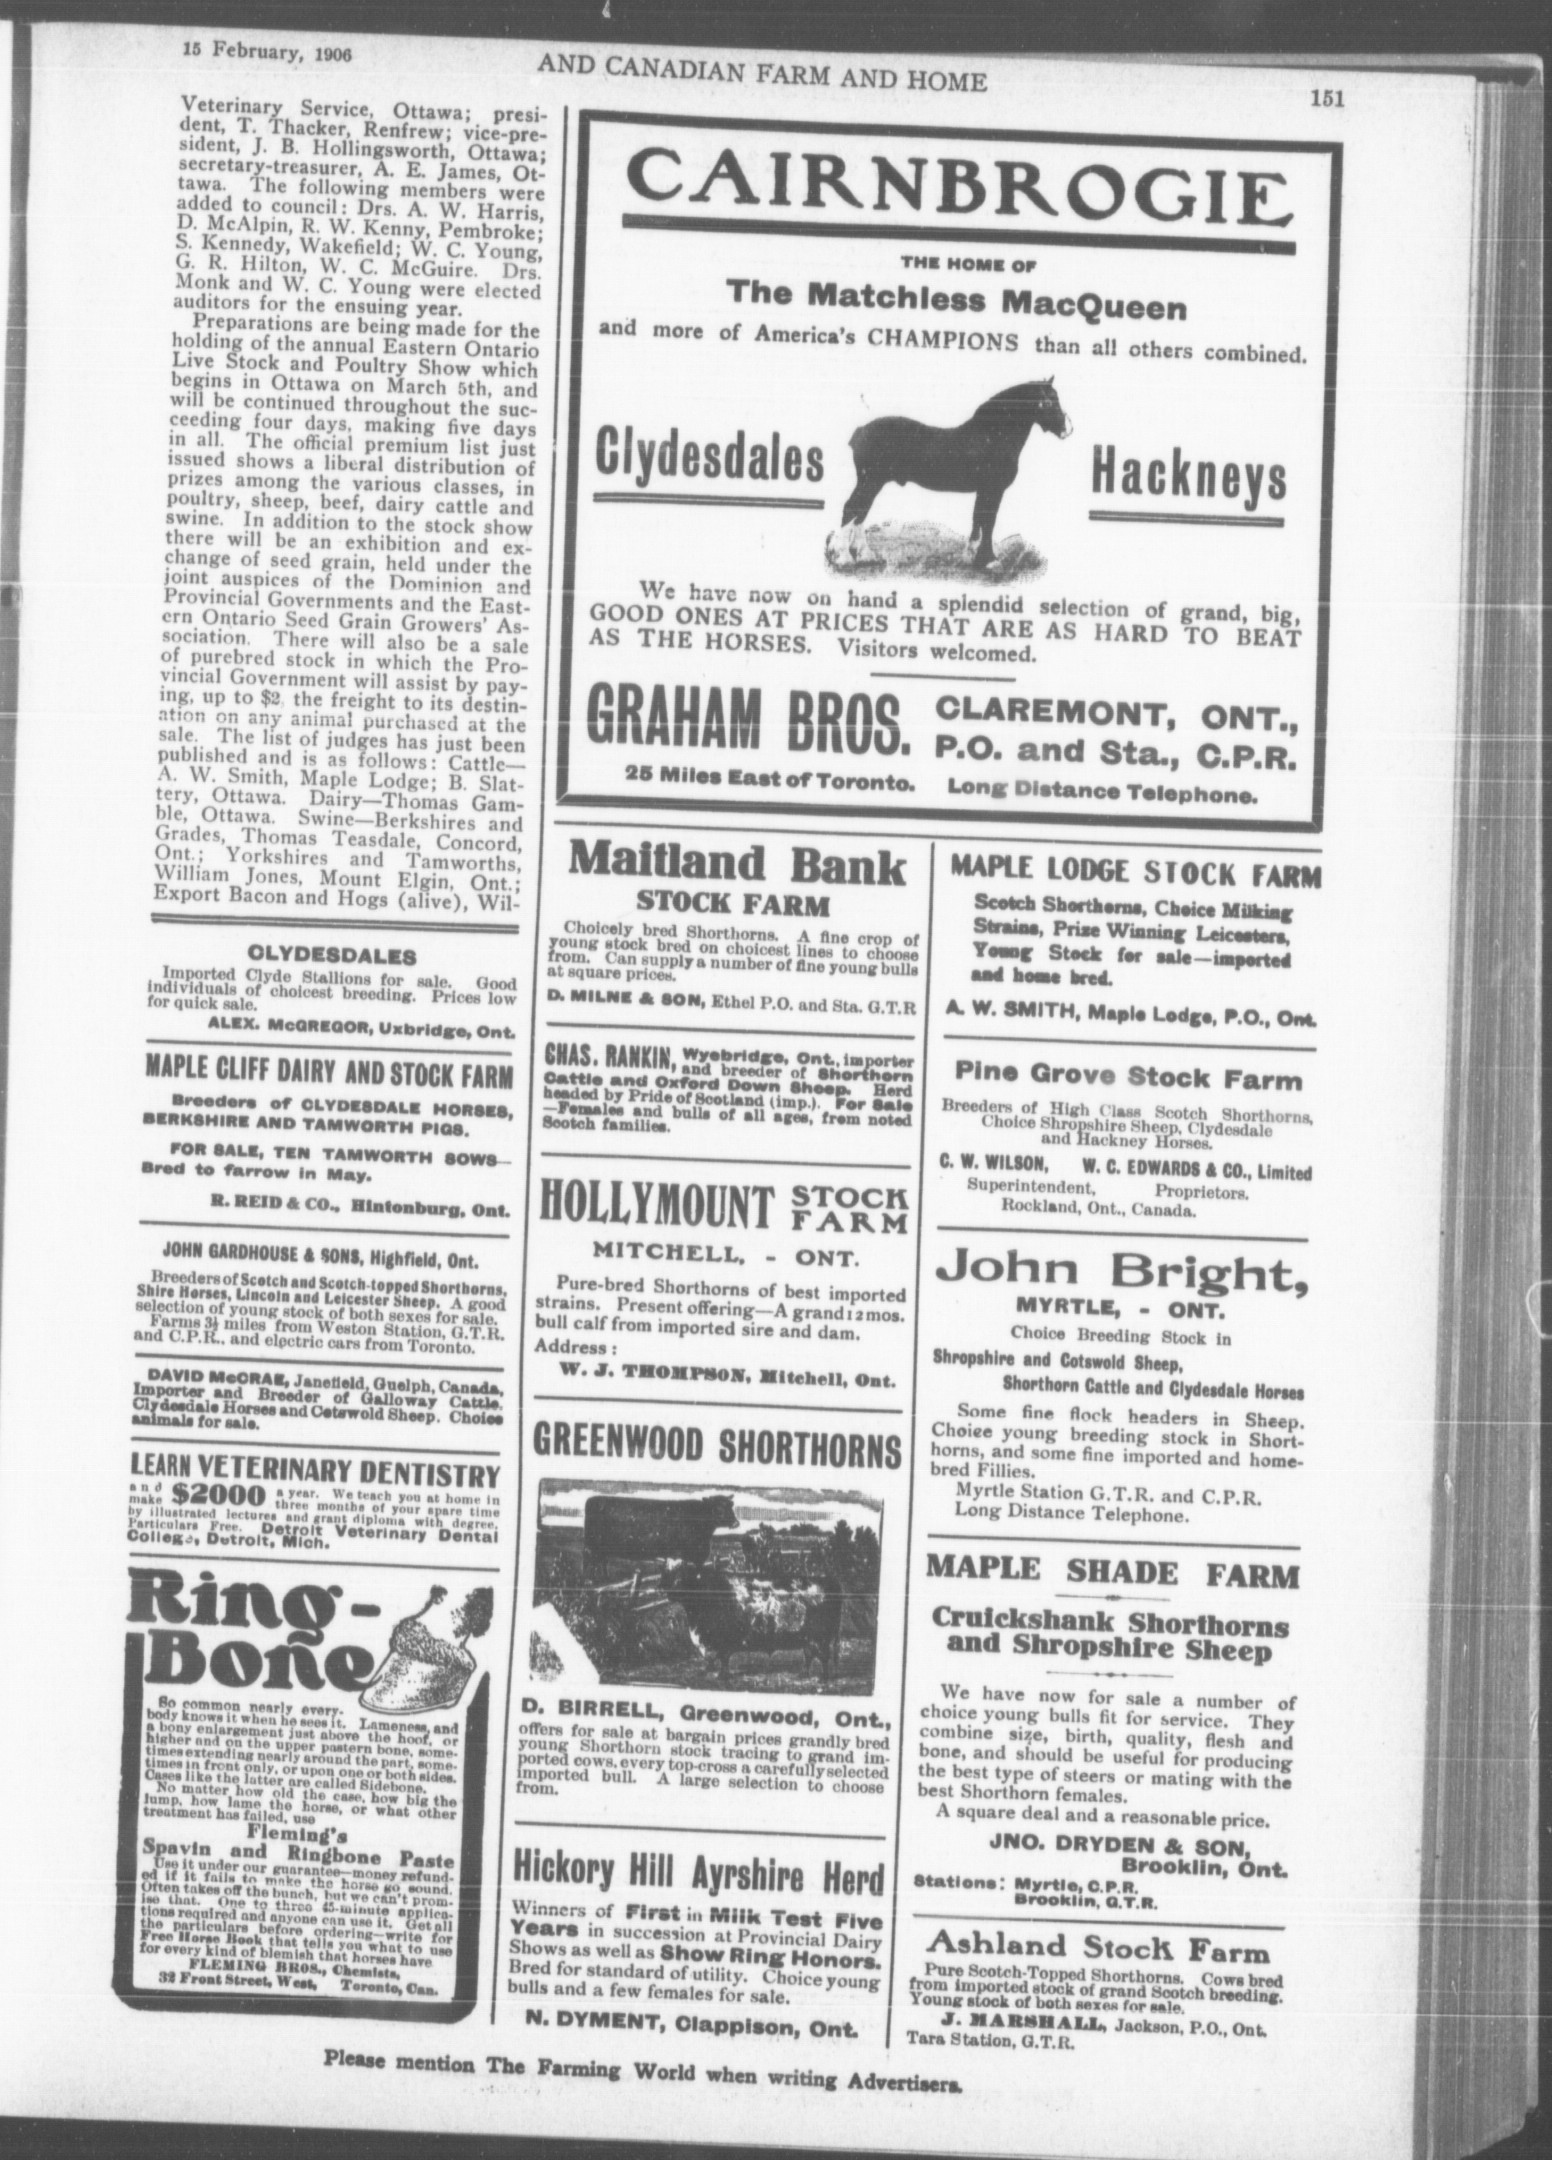 15 February, 1906
AND CANADIAN FARM AND HOME
151
Veterinary Service, Ottawa; presi-
dent, T. Thacker, Renfrew; vice-pre-
sident, J. B. Hollingsworth, Ottawa;
secretary-treasurer, A. E. James, Ot-
tawa. The following members were
added to council: Drs. A. W. Harris,
D. McAlpin, R. W. Kenny, Pembroke;
S. Kennedy, Wakefield; W. C. Young,
G. R. Hilton, W. C. McGuire. Drs.
Monk and W. C. Young were elected
auditors for the ensuing year.
Preparations are being made for the
holding of the annual Eastern Ontario
Live Stock and Poultry Show which
begins in Ottawa on March 5th, and
will be continued throughout the suc-
ceeding four days, making five days
in all. The official premium list just
issued shows a liberal distribution of
prizes among the various classes, in
poultry, sheep, beef, dairy cattle and
swine. In addition to the stock show
there will be an exhibition and ex-
change of seed grain, held under the
joint auspices of the Dominion and
Provincial Governments and the East-
ern Ontario Seed Grain Growers' As-
sociation. There will also be a sale
of purebred stock in which the Pro-
vincial Government will assist by pay-
ing, up to $2, the freight to its destin-
ation on any animal purchased at the
sale. The list of judges has just been
published and is as follows: Cattle—
A. W. Smith, Maple Lodge; B. Slat-
tery, Ottawa. Dairy—Thomas Gam-
ble, Ottawa. Swine—Berkshires and
Grades, Thomas Teasdale, Concord,
Ont.; Yorkshires and Tamworths,
William Jones, Mount Elgin, Ont.;
Export Bacon and Hogs (alive), Wil-
CLYDESDALES
Imported Clyde Stallions for sale. Good
individuals of choicest breeding. Prices low
for quick sale.
ALEX. McGREGOR, Uxbridge, Ont.
MAPLE CLIFF DAIRY AND STOCK FARM
Breeders of CLYDESDALE HORSES,
BERKSHIRE AND TAMWORTH PIGS.
FOR SALE, TEN TAMWORTH SOWS—
Bred to farrow in May.
R. REID & CO., Hintonburg, Ont.
JOHN GARDHOUSE & SONS, Highfield, Ont.
Breeders of Scotch and Scotch-topped Shorthorns,
Shire Horses, Lincoln and Leicester Sheep. A good
selection of young stock of both sexes for sale.
Farms 3½ miles from Weston Station, G.T.R.
and C.P.R., and electric cars from Toronto.
DAVID McCRAE, Janefield, Guelph, Canada,
Importer and Breeder of Galloway Cattle,
Clydesdale Horses and Cotswold Sheep. Choice
animals for sale.
LEARN VETERINARY DENTISTRY
and make $2000 a year. We teach you at home in
three months of your spare time
by illustrated lectures and grant diploma with degree.
Particulars Free. Detroit Veterinary Dental
College, Detroit, Mich.
Ring-
Bone
So common nearly every-
body knows it when he sees it. Lameness, and
a bony enlargement just above the hoof, or
higher and on the upper pastern bone, some-
times extending nearly around the part, some-
times in front only, or upon one or both sides.
Cases like the latter are called Sidebone.
No matter how old the case, how big the
lump, how lame the horse, or what other
treatment has failed, use
Fleming's
Spavin and Ringbone Paste
Use it under our guarantee—money refund-
ed if it fails to make the horse go sound.
Often takes off the bunch, but we can't prom-
ise that. One to three 45-minute applica-
tions required and anyone can use it. Get all
the particulars before ordering—write for
Free Horse Book that tells you what to use
for every kind of blemish that horses have
FLEMING BROS., Chemists,
32 Front Street, West, Toronto, Can.
CAIRNBROGIE
THE HOME OF
The Matchless MacQueen
and more of America's CHAMPIONS than all others combined.
Clydesdales
Hackneys
We have now on hand a splendid selection of grand, big,
GOOD ONES AT PRICES THAT ARE AS HARD TO BEAT
AS THE HORSES. Visitors welcomed.
GRAHAM BROS.
CLAREMONT, ONT.,
P.O. and Sta., C.P.R.
25 Miles East of Toronto. Long Distance Telephone.
Maitland Bank
STOCK FARM
Choicely bred Shorthorns. A fine crop of
young stock bred on choicest lines to choose
from. Can supply a number of fine young bulls
at square prices.
D. MILNE & SON, Ethel P.O. and Sta. G.T.R
CHAS. RANKIN, Wyebridge, Ont., importer
and breeder of Shorthorn
Cattle and Oxford Down Sheep. Herd
headed by Pride of Scotland (imp.). For Sale
—Females and bulls of all ages, from noted
Scotch families.
HOLLYMOUNT STOCK FARM
MITCHELL, - ONT.
Pure-bred Shorthorns of best imported
strains. Present offering—A grand 12 mos.
bull calf from imported sire and dam.
Address:
W. J. THOMPSON, Mitchell, Ont.
GREENWOOD SHORTHORNS
D. BIRRELL, Greenwood, Ont.,
offers for sale at bargain prices grandly bred
young Shorthorn stock tracing to grand im-
ported cows, every top-cross a carefully selected
imported bull. A large selection to choose
from.
Hickory Hill Ayrshire Herd
Winners of First in Milk Test Five
Years in succession at Provincial Dairy
Shows as well as Show Ring Honors.
Bred for standard of utility. Choice young
bulls and a few females for sale.
N. DYMENT, Clappison, Ont.
MAPLE LODGE STOCK FARM
Scotch Shorthorns, Choice Milking
Strains, Prize Winning Leicesters,
Young Stock for sale—imported
and home bred.
A. W. SMITH, Maple Lodge, P.O., Ont.
Pine Grove Stock Farm
Breeders of High Class Scotch Shorthorns,
Choice Shropshire Sheep, Clydesdale
and Hackney Horses.
C. W. WILSON, W. C. EDWARDS & CO., Limited
Superintendent, Proprietors.
Rockland, Ont., Canada.
John Bright,
MYRTLE, - ONT.
Choice Breeding Stock in
Shropshire and Cotswold Sheep,
Shorthorn Cattle and Clydesdale Horses
Some fine flock headers in Sheep.
Choice young breeding stock in Short-
horns, and some fine imported and home-
bred Fillies.
Myrtle Station G.T.R. and C.P.R.
Long Distance Telephone.
MAPLE SHADE FARM
Cruickshank Shorthorns
and Shropshire Sheep
We have now for sale a number of
choice young bulls fit for service. They
combine size, birth, quality, flesh and
bone, and should be useful for producing
the best type of steers or mating with the
best Shorthorn females.
A square deal and a reasonable price.
JNO. DRYDEN & SON,
Brooklin, Ont.
Stations: Myrtle, C.P.R.
Brooklin, G.T.R.
Ashland Stock Farm
Pure Scotch-Topped Shorthorns. Cows bred
from imported stock of grand Scotch breeding.
Young stock of both sexes for sale.
J. MARSHALL, Jackson, P.O., Ont.
Tara Station, G.T.R.
Please mention The Farming World when writing Advertisers.